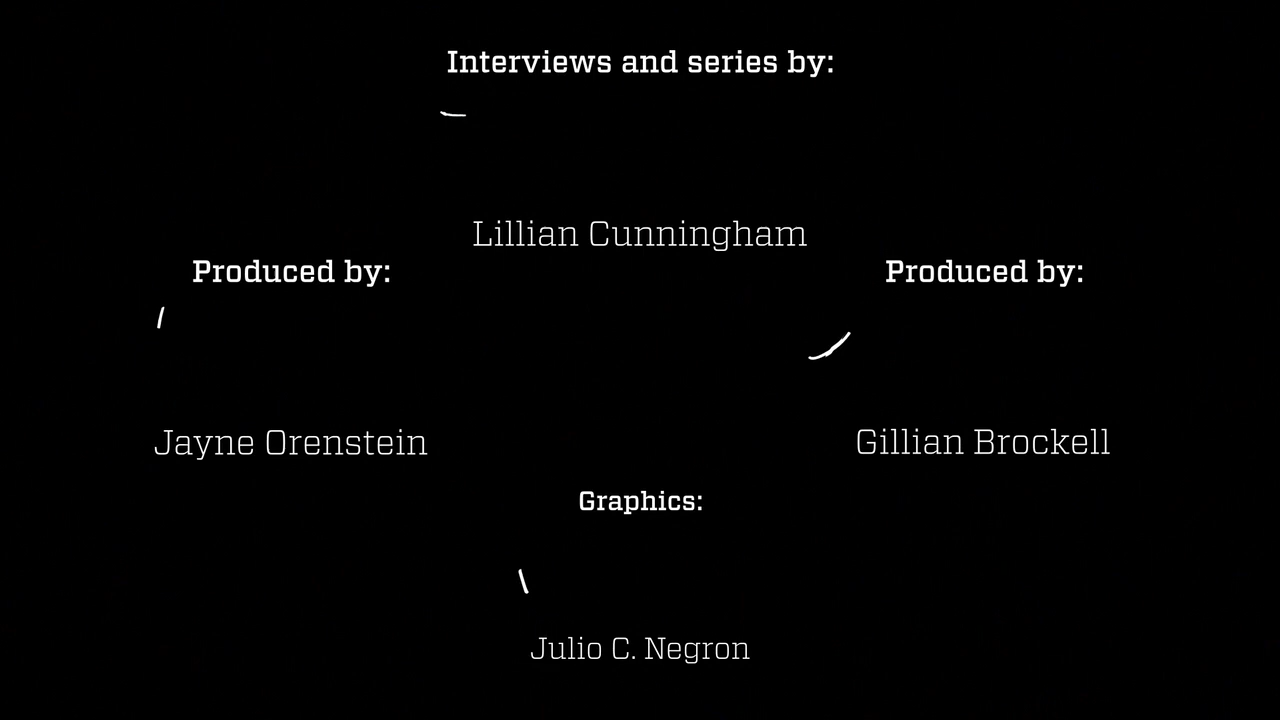 Interviews and series by:
Lillian Cunningham
Produced by:
Jayne Orenstein
Produced by:
Gillian Brockell
Graphics:
Julio C. Negron